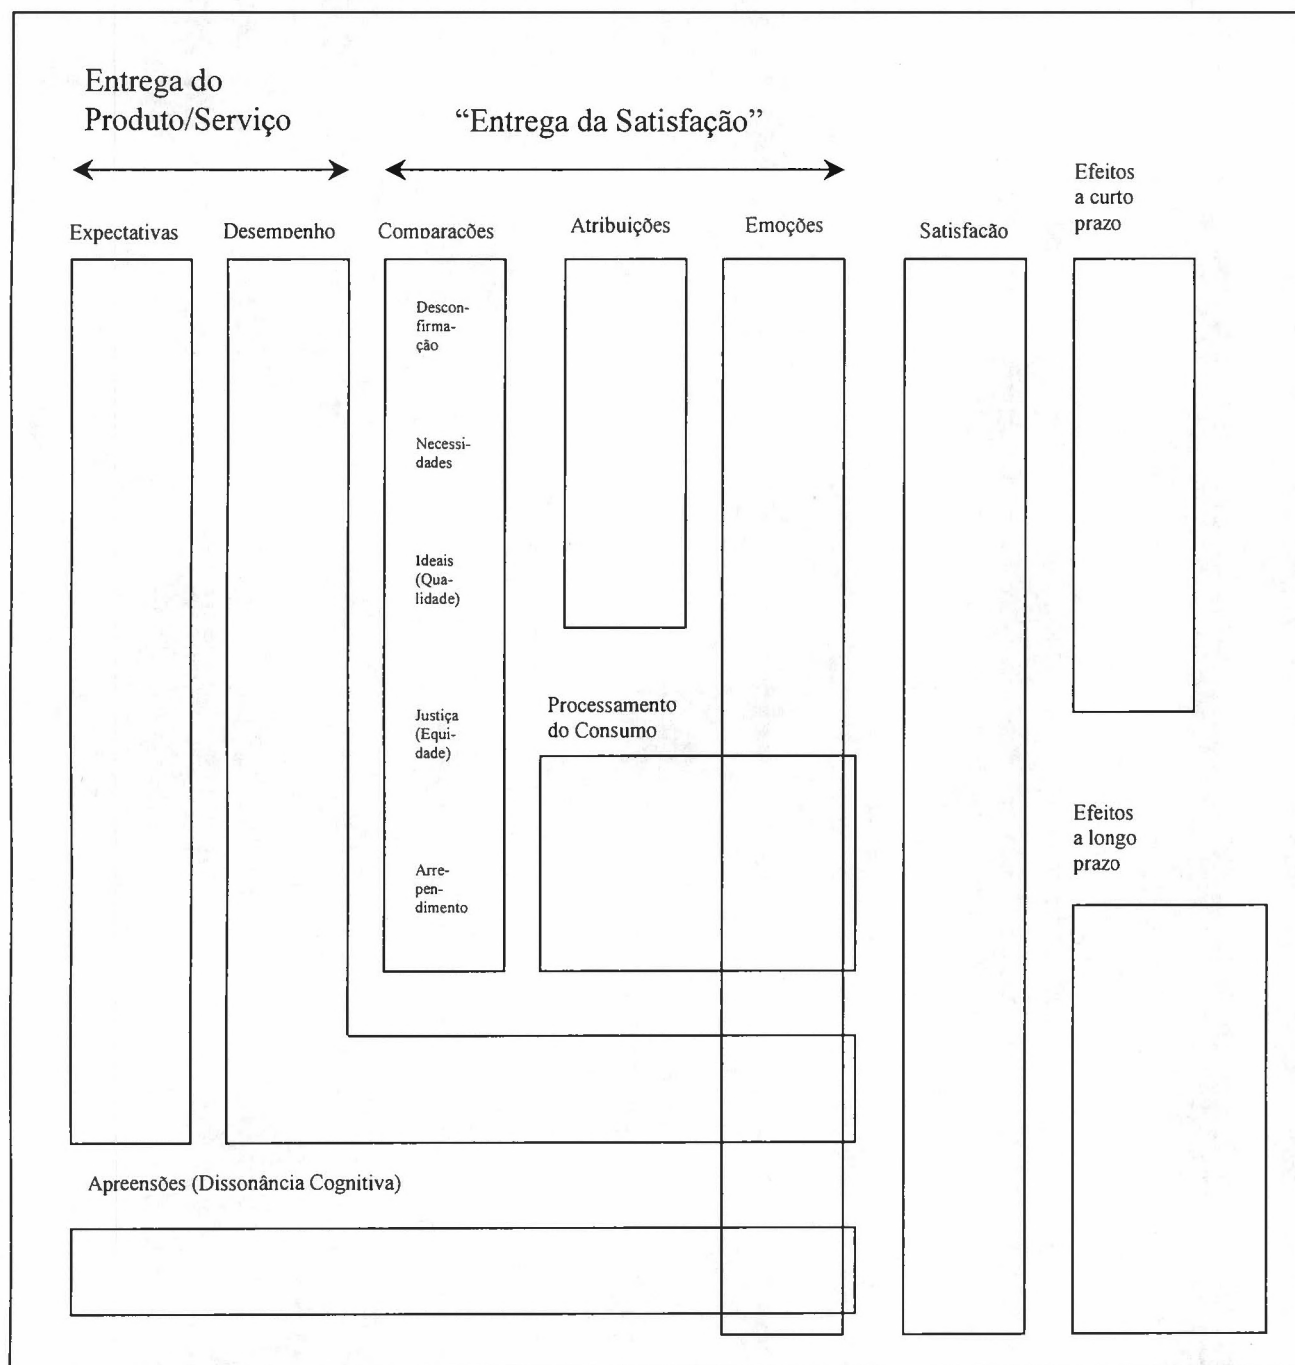 Entrega do
Produto/Serviço
“Entrega da Satisfação”
Efeitos
a curto
prazo
Expectativas
Desempenho
Comparações
Atribuições
Emoções
Satisfação
Descon-
firma-
ção
Necessi-
dades
Ideais
(Qua-
lidade)
Justiça
(Equi-
dade)
Arre-
pen-
dimento
Processamento
do Consumo
Efeitos
a longo
prazo
Apreensões (Dissonância Cognitiva)